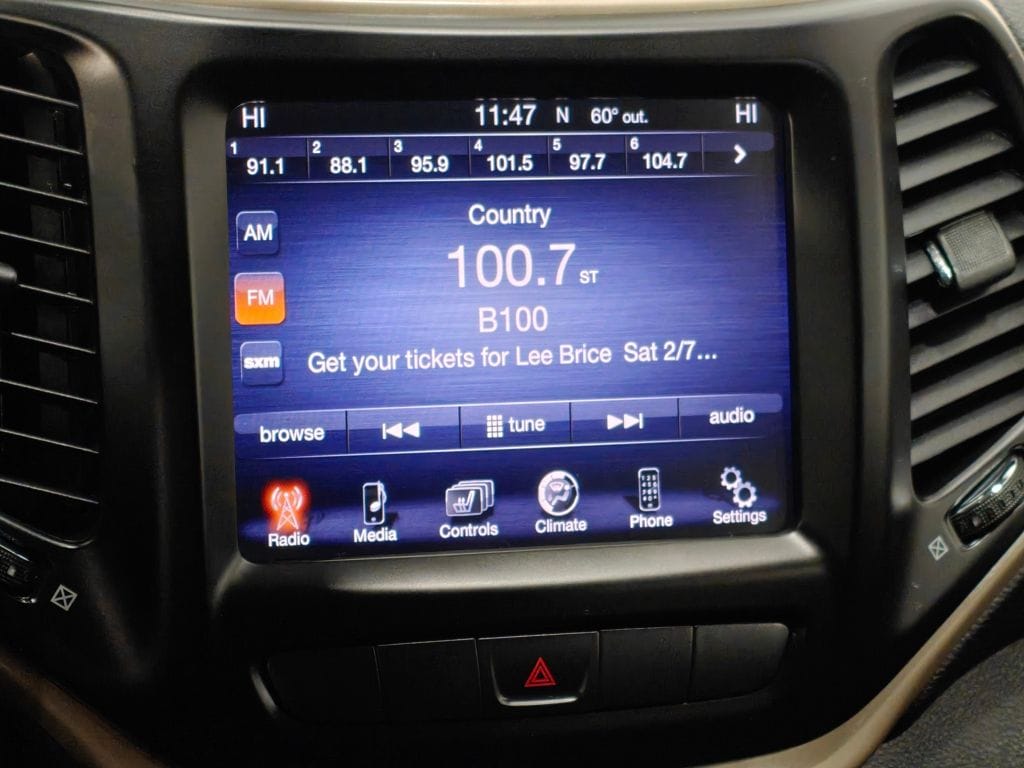 HI 11:47 N 60° out. HI
1 91.1 2 88.1 3 95.9 4 101.5 5 97.7 6 104.7
Country
AM
100.7 ST
FM
B100
sxm
Get your tickets for Lee Brice Sat 2/7...
browse tune audio
Radio Media Controls Climate Phone Settings